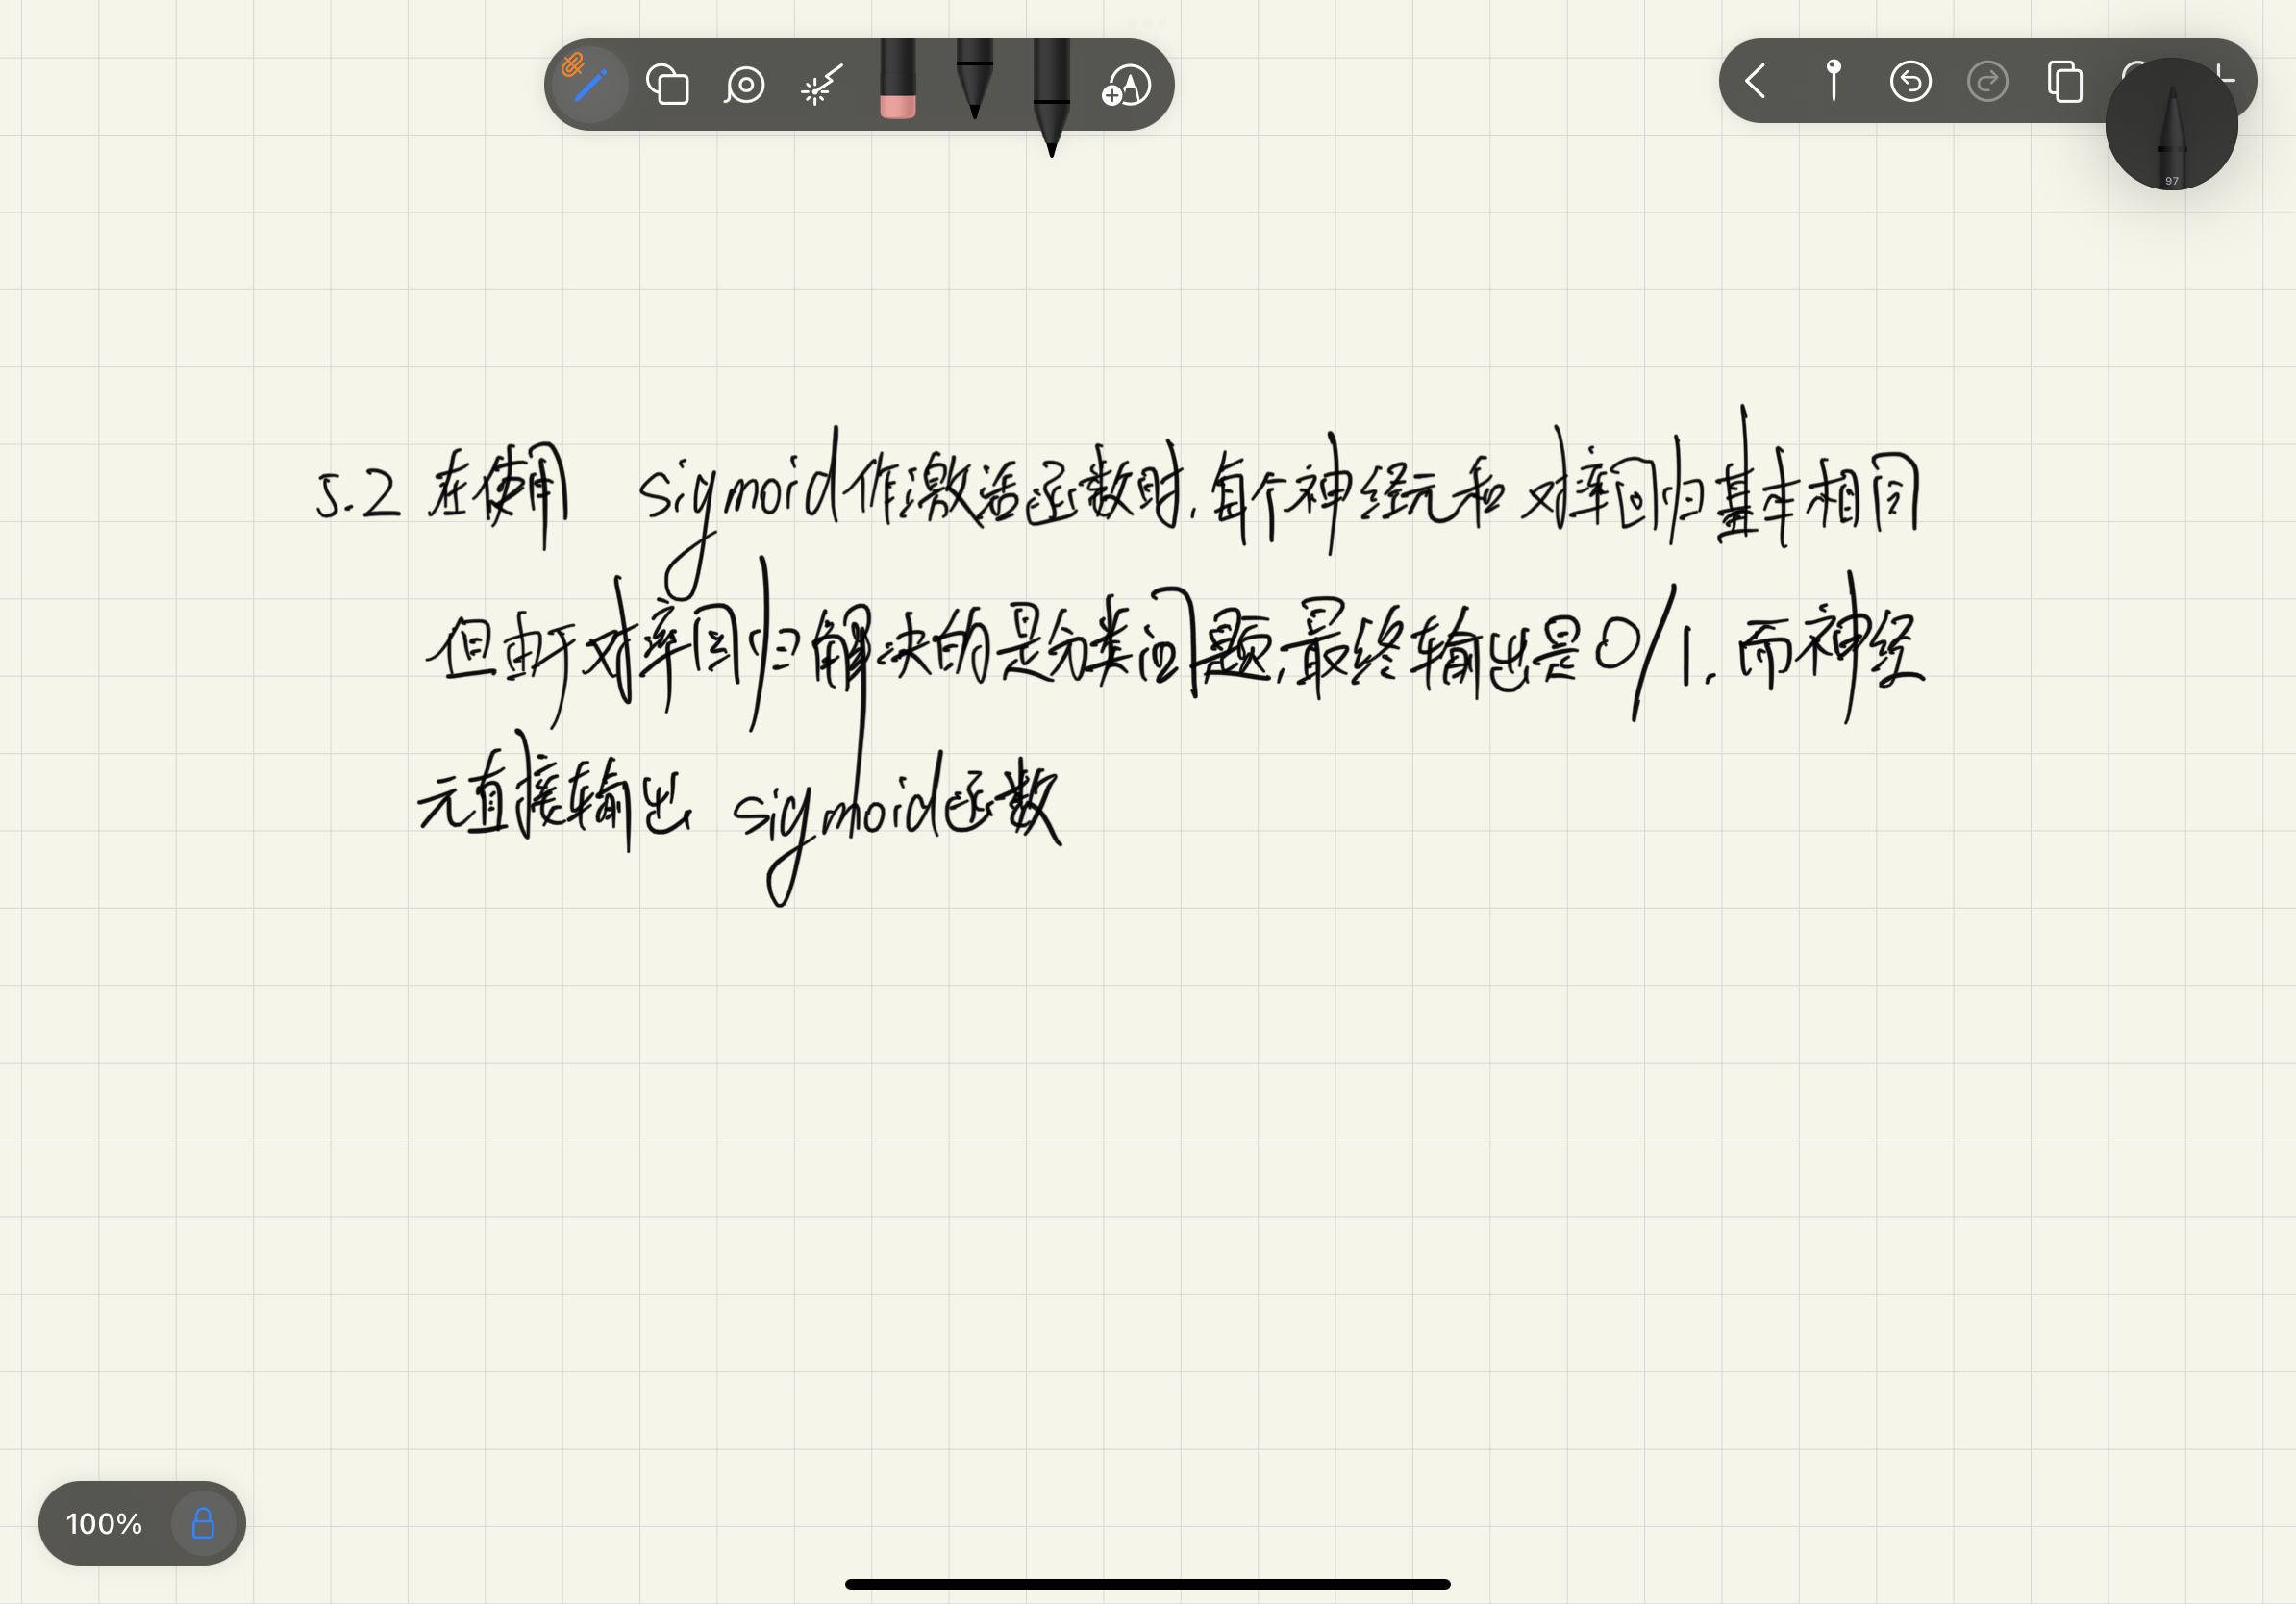 97
5.2 在使用 sigmoid作激活函数时，每个神经元和对率回归基本相同
但由于对率回归解决的是分类问题，最终输出是0/1，而神经
元直接输出 sigmoid函数
100%